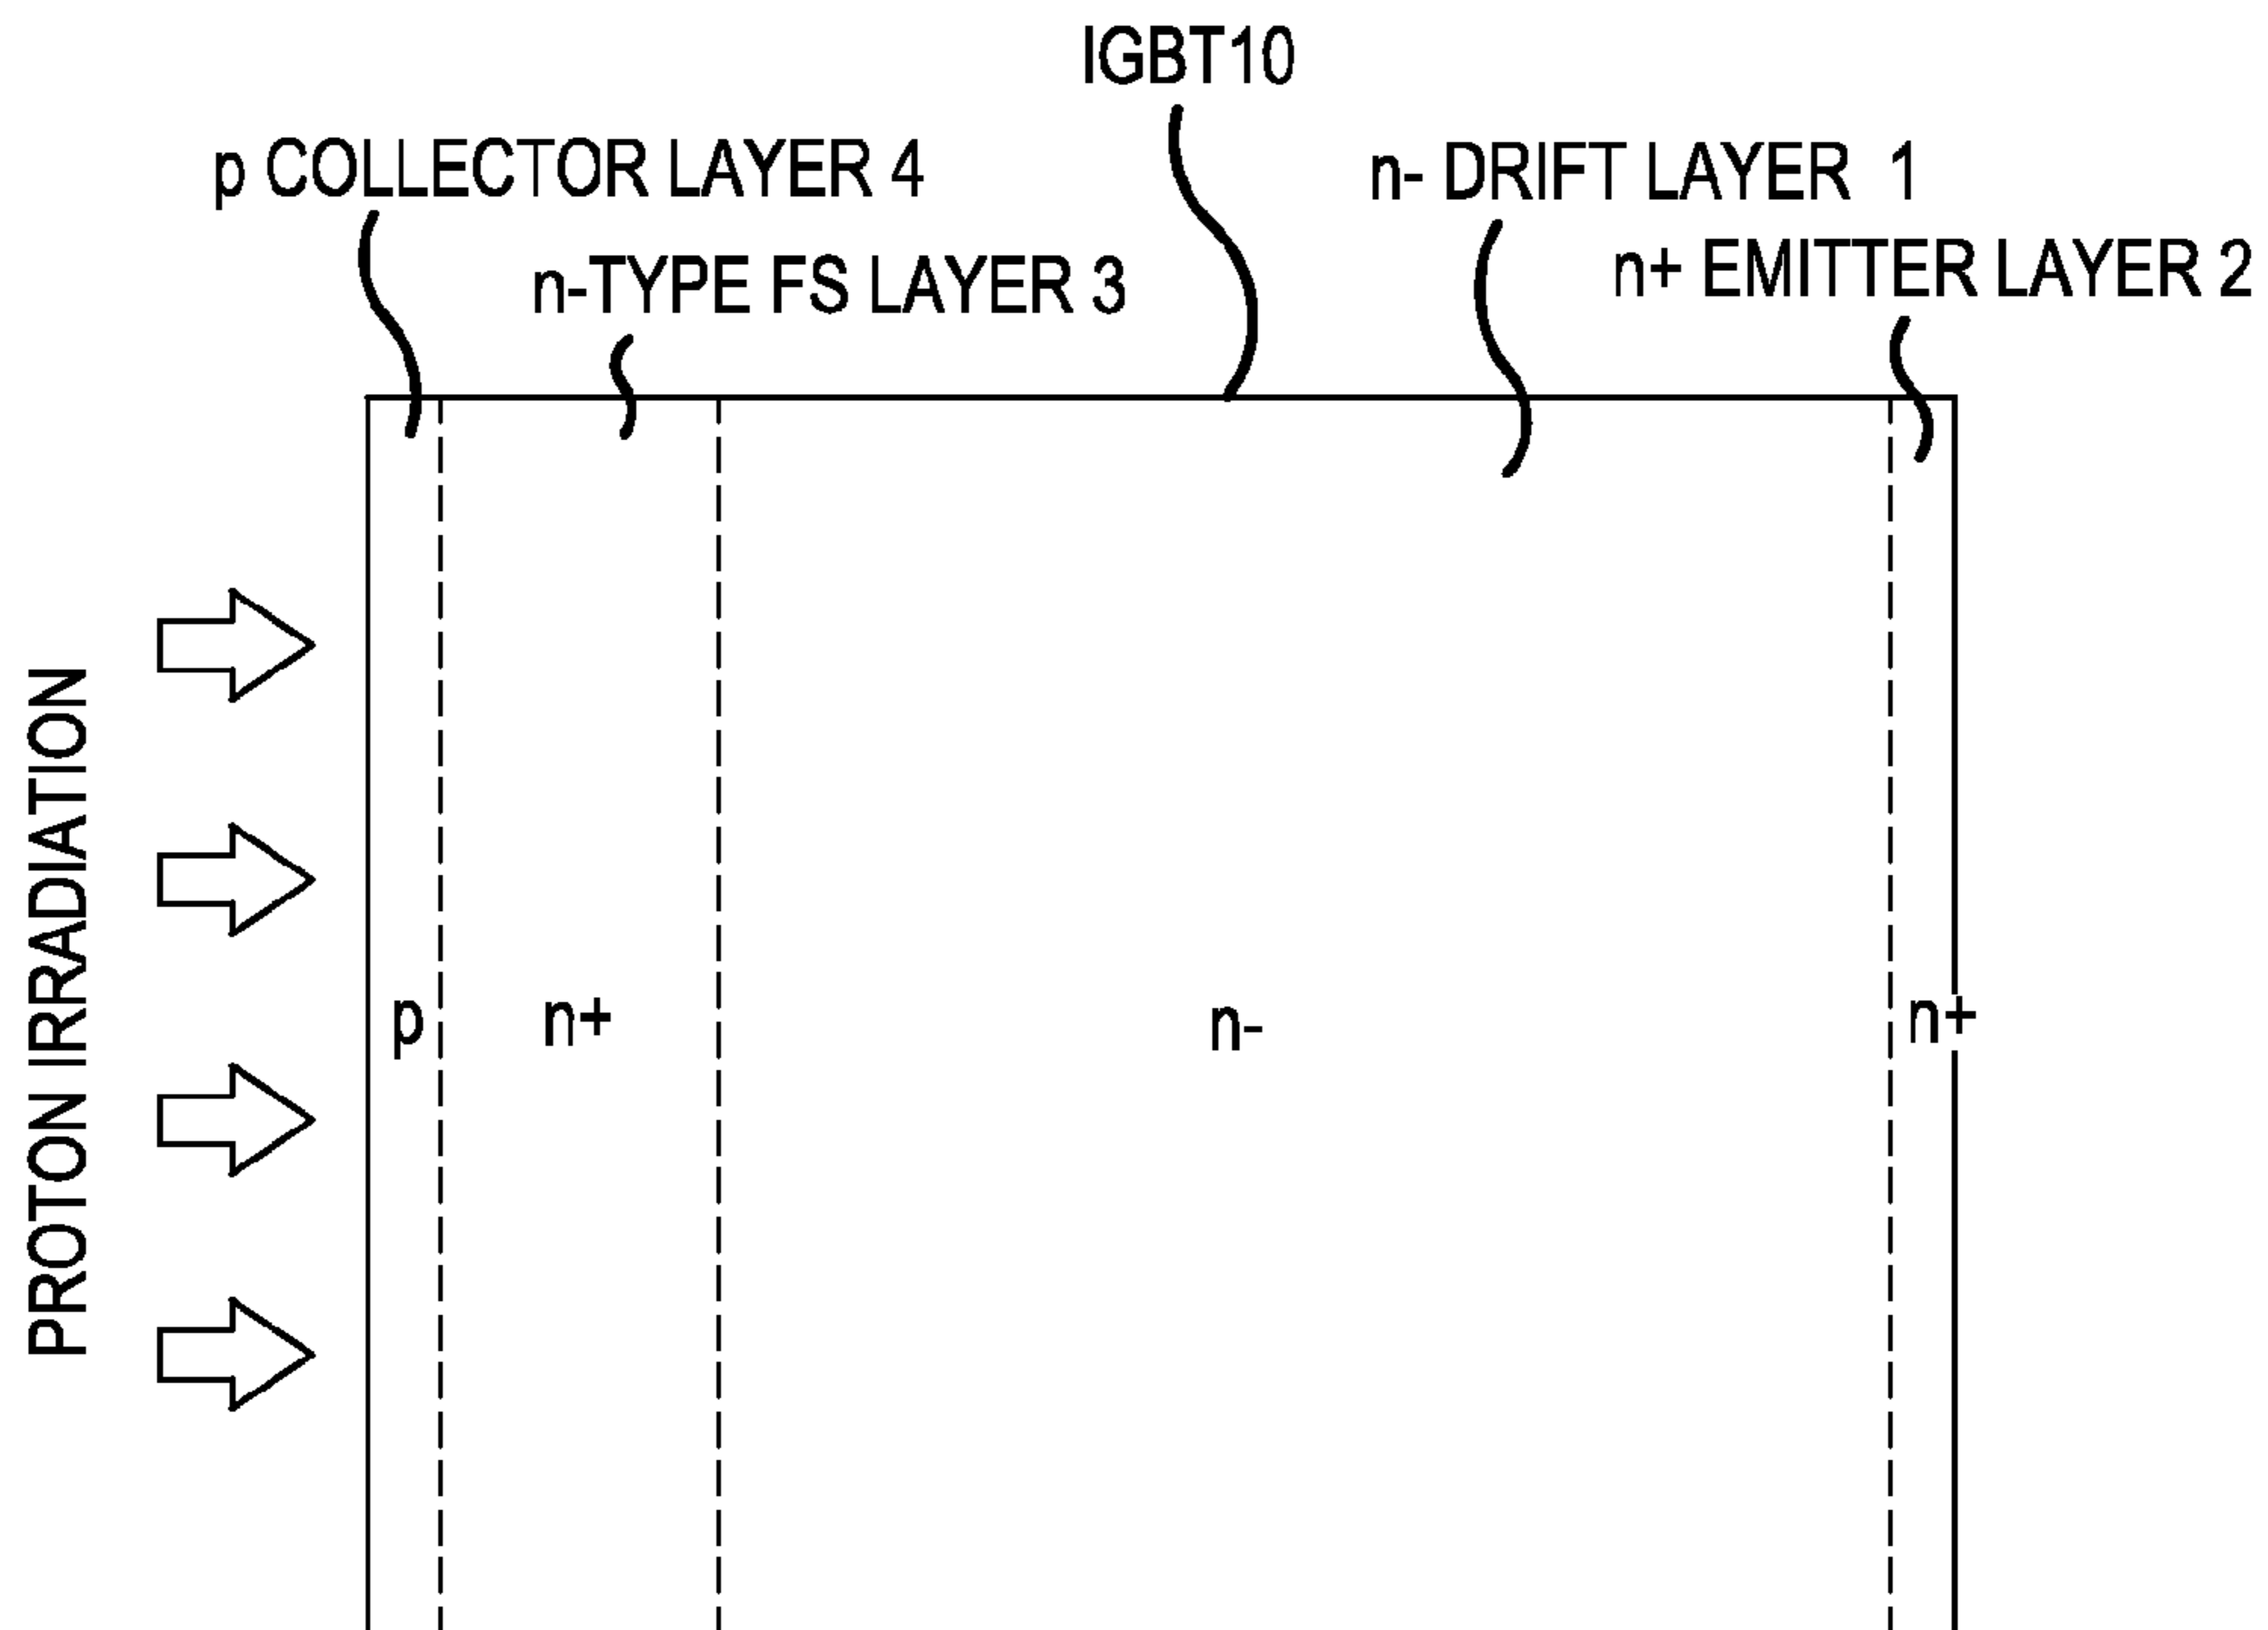 IGBT10
p COLLECTOR LAYER 4
n- DRIFT LAYER 1
n-TYPE FS LAYER 3
n+ EMITTER LAYER 2
PROTON IRRADIATION
p
n+
n-
n+